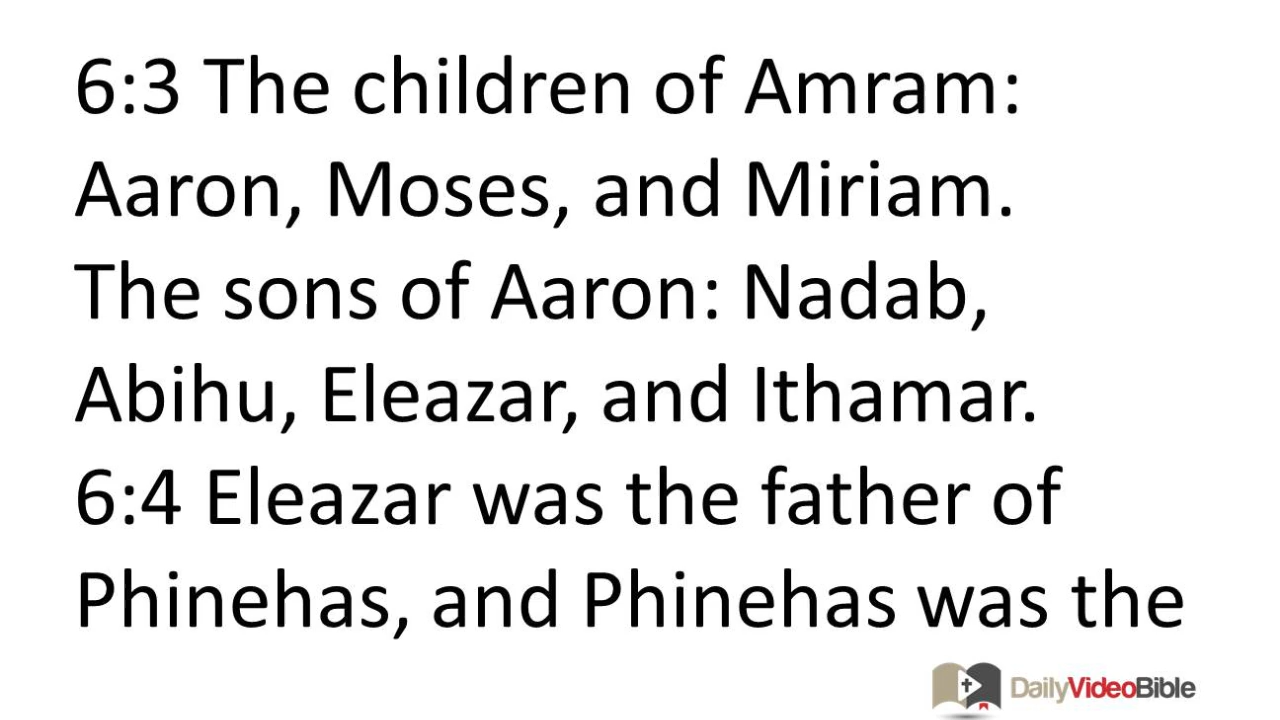 6:3 The children of Amram:
Aaron, Moses, and Miriam.
The sons of Aaron: Nadab,
Abihu, Eleazar, and Ithamar.
6:4 Eleazar was the father of
Phinehas, and Phinehas was the
DailyVideoBible